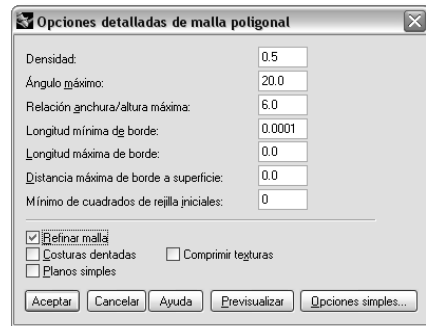 Opciones detalladas de malla poligonal
Densidad: 0.5
Ángulo máximo: 20.0
Relación anchura/altura máxima: 6.0
Longitud mínima de borde: 0.0001
Longitud máxima de borde: 0.0
Distancia máxima de borde a superficie: 0.0
Mínimo de cuadrados de rejilla iniciales: 0
Refinar malla
Costuras dentadas Comprimir texturas
Planos simples
Aceptar Cancelar Ayuda Previsualizar Opciones simples...